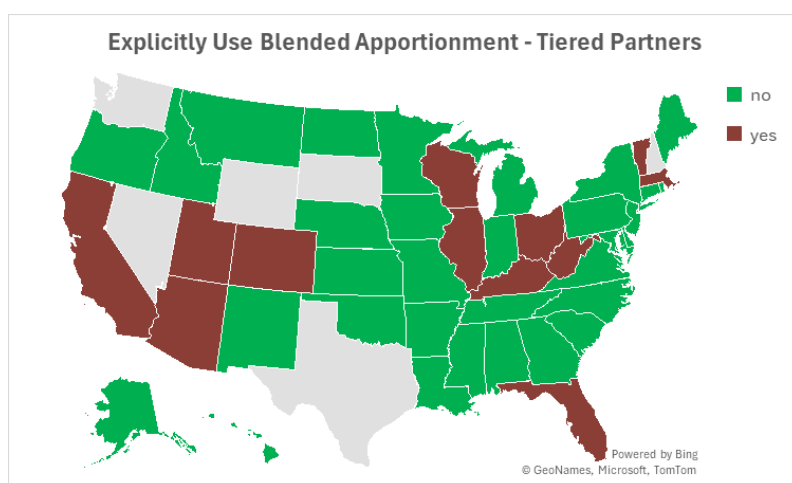 Explicitly Use Blended Apportionment - Tiered Partners
no
yes
Powered by Bing
© GeoNames, Microsoft, TomTom